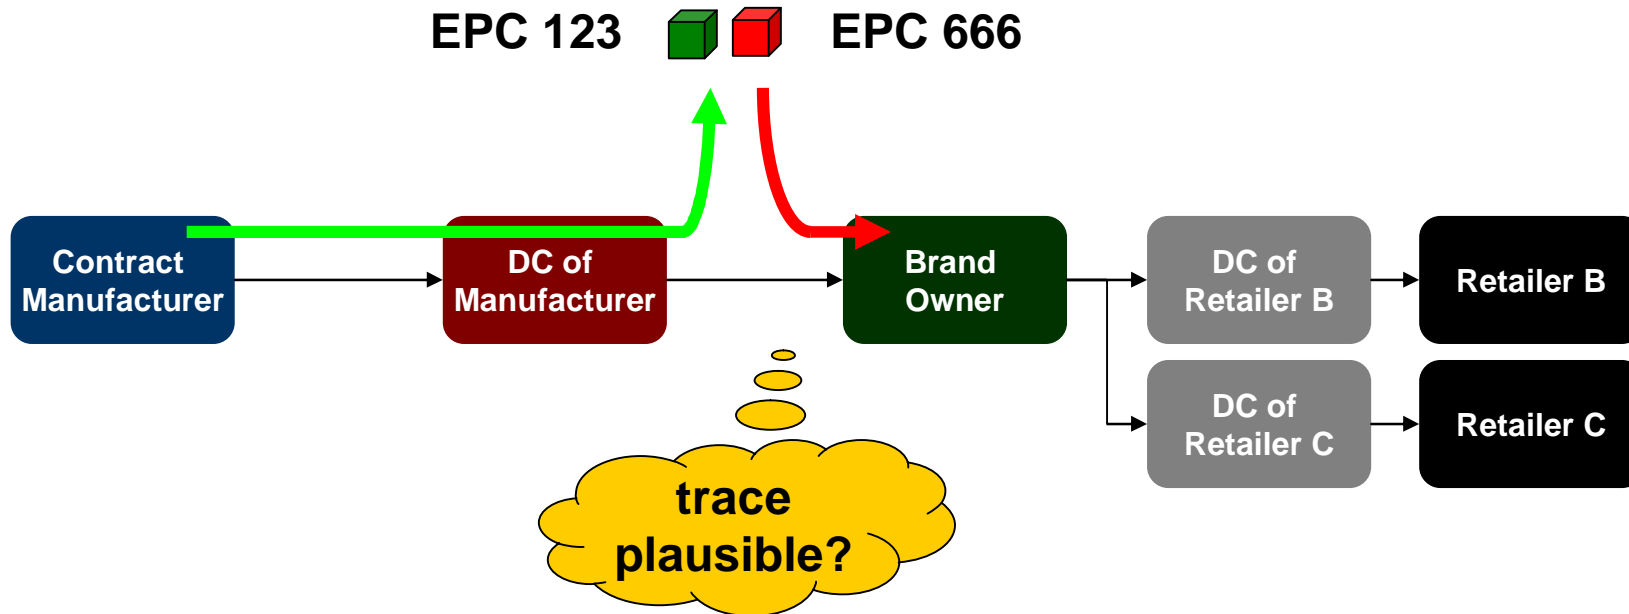 EPC 123
EPC 666
Contract
Manufacturer
DC of
Manufacturer
Brand
Owner
DC of
Retailer B
Retailer B
DC of
Retailer C
Retailer C
trace
plausible?